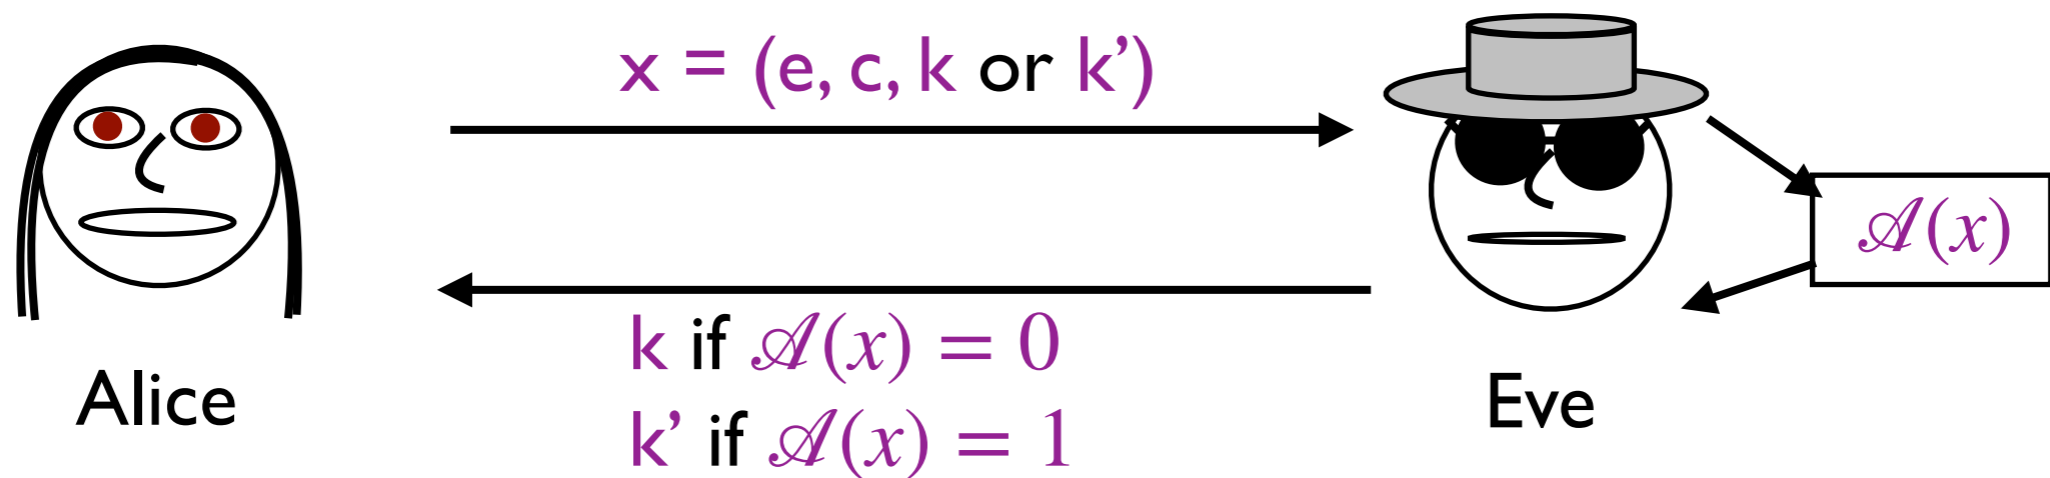 x = (e, c, k or k’)
𝒜(x)
k if 𝒜(x) = 0
k’ if 𝒜(x) = 1
Alice
Eve